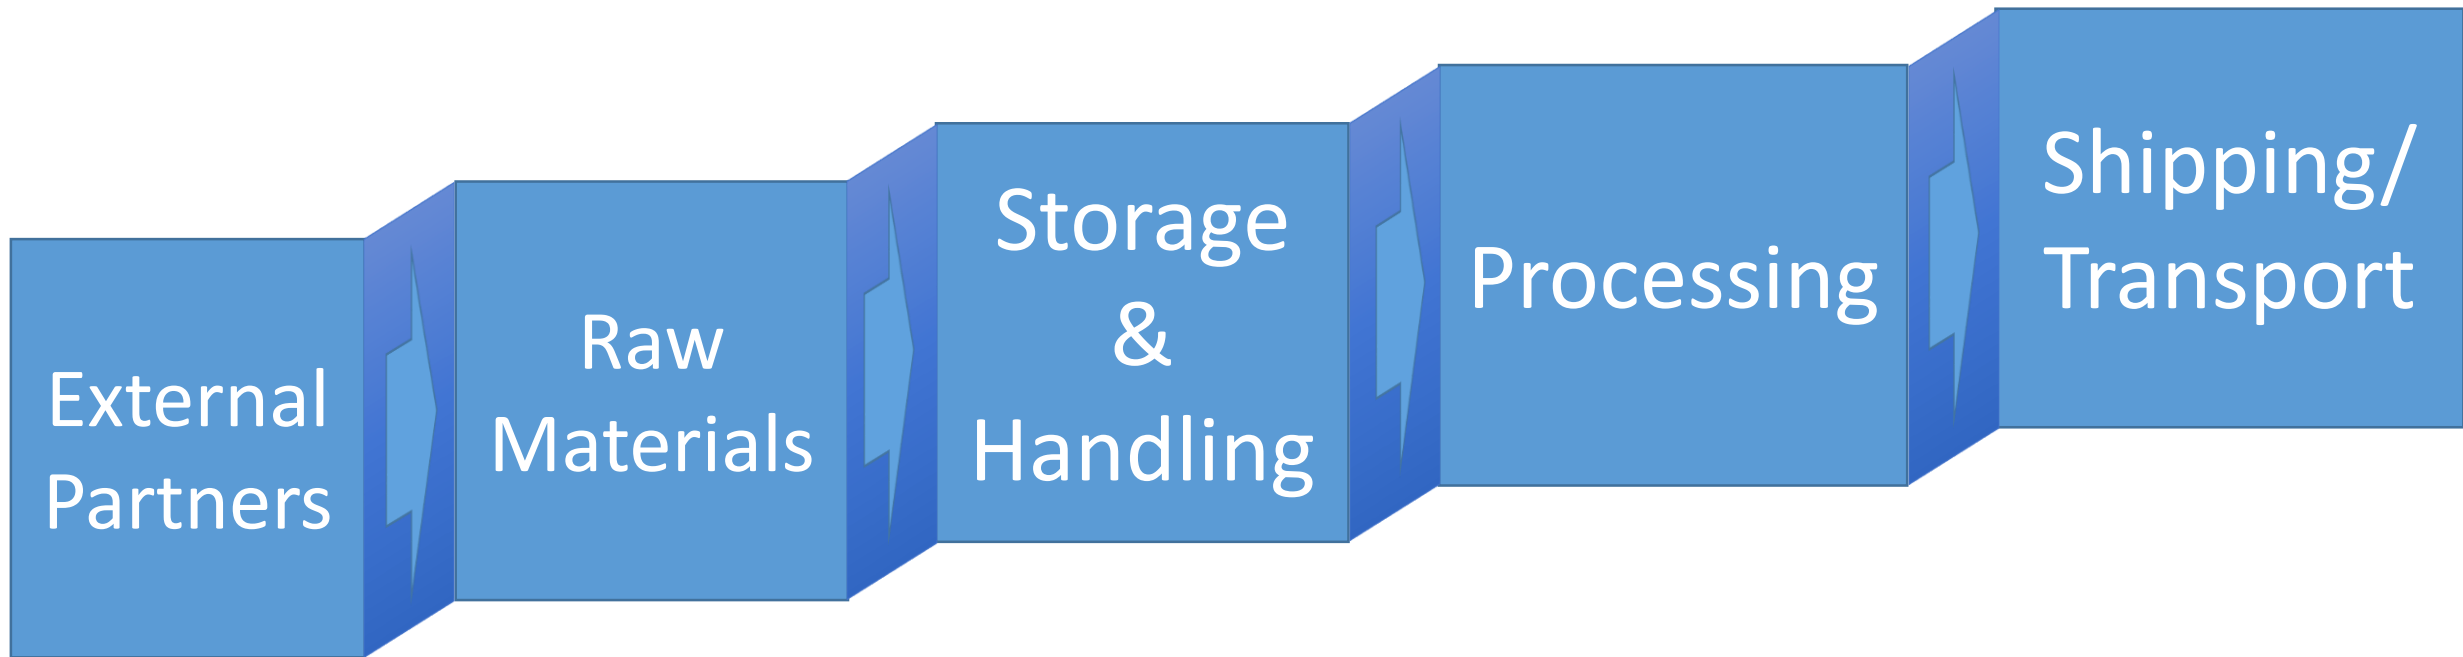 External
Partners
Raw
Materials
Storage
&
Handling
Processing
Shipping/
Transport